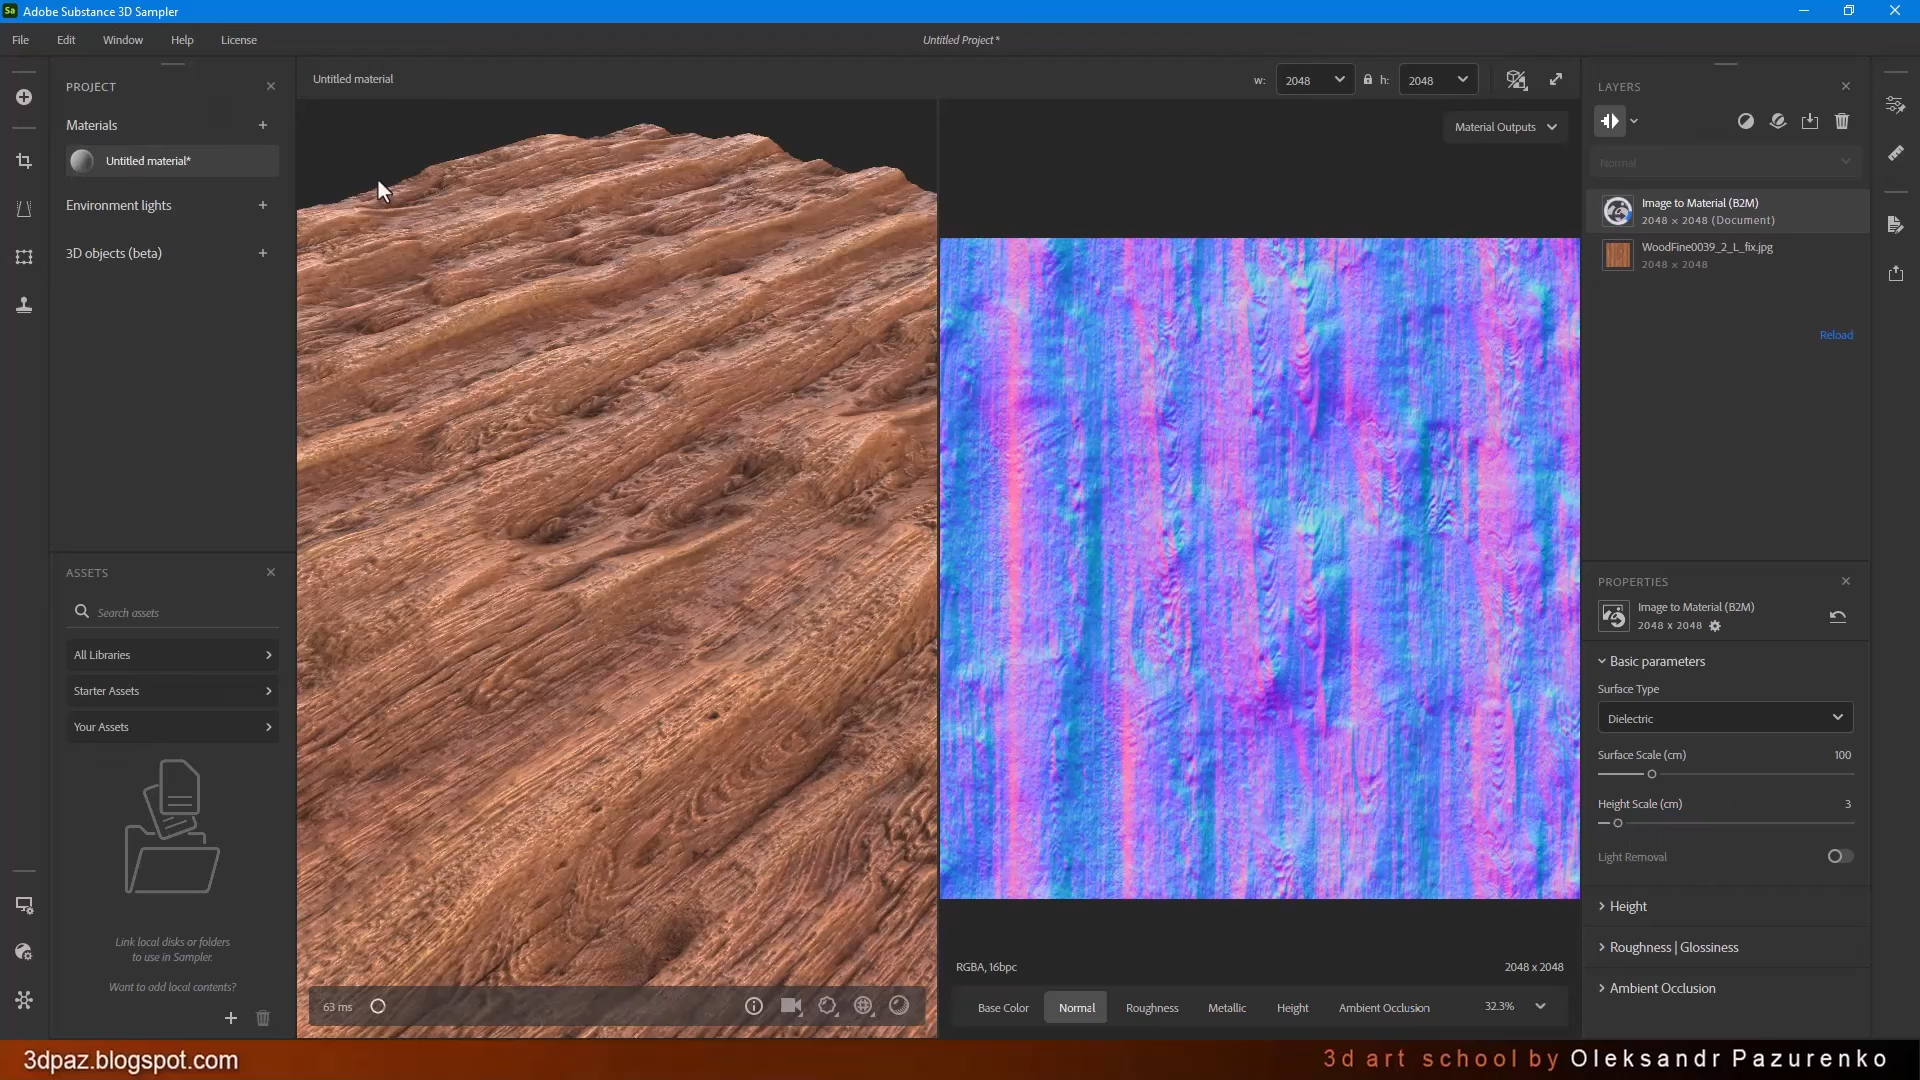 Sa Adobe Substance 3D Sampler
File Edit Window Help License
Untitled Project*
PROJECT
Materials
Untitled material*
Environment lights
3D objects (beta)
ASSETS
Search assets
All Libraries
Starter Assets
Your Assets
Link local disks or folders
to use in Sampler.
Want to add local contents?
Untitled material
w: 2048 h: 2048
Material Outputs
63 ms
RGBA, 16bpc
2048 x 2048
Base Color Normal Roughness Metallic Height Ambient Occlusion 32.3%
LAYERS
Normal
Image to Material (B2M)
2048 × 2048 (Document)
WoodFine0039_2_L_fix.jpg
2048 × 2048
Reload
PROPERTIES
Image to Material (B2M)
2048 x 2048
Basic parameters
Surface Type
Dielectric
Surface Scale (cm) 100
Height Scale (cm) 3
Light Removal
Height
Roughness | Glossiness
Ambient Occlusion
3dpaz.blogspot.com
3d art school by Oleksandr Pazurenko